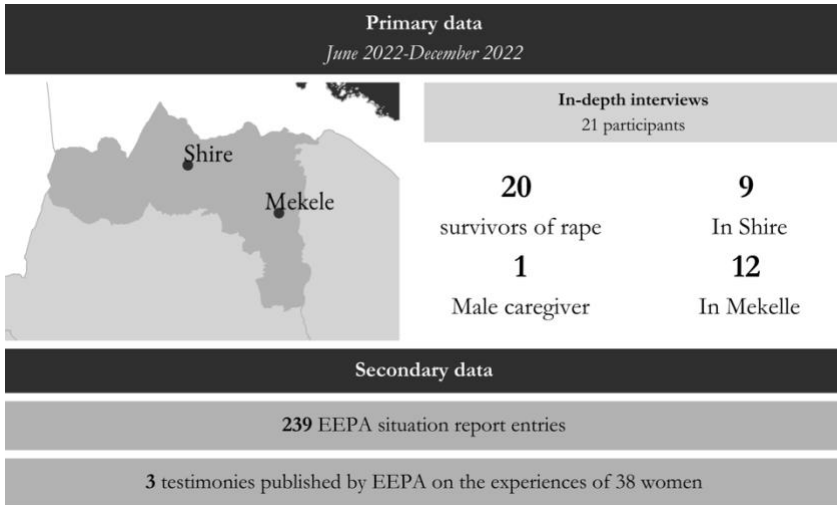 Primary data
June 2022-December 2022
Shire
Mekele
In-depth interviews
21 participants
20
survivors of rape
9
In Shire
1
Male caregiver
12
In Mekelle
Secondary data
239 EEPA situation report entries
3 testimonies published by EEPA on the experiences of 38 women